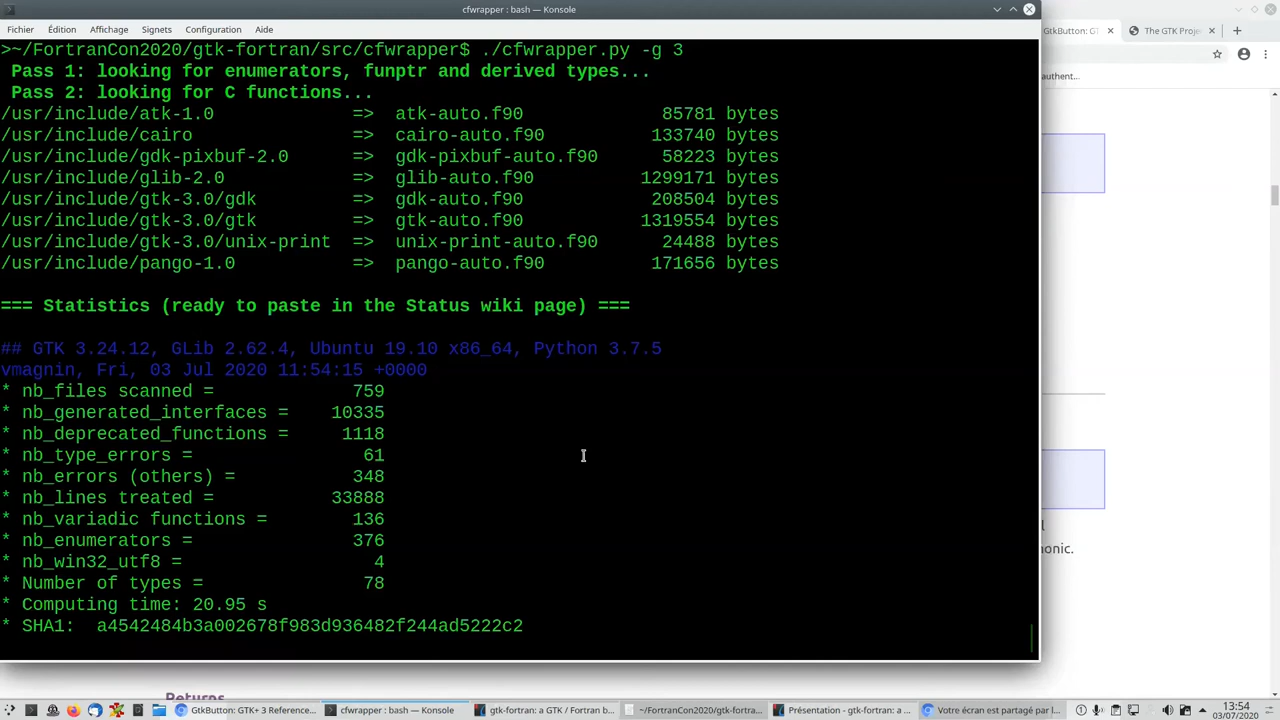 cfwrapper : bash — Konsole
Fichier Édition Affichage Signets Configuration Aide
GtkButton: GT
The GTK Projec
authent...
>~/FortranCon2020/gtk-fortran/src/cfwrapper$ ./cfwrapper.py -g 3
Pass 1: looking for enumerators, funptr and derived types...
Pass 2: looking for C functions...
/usr/include/atk-1.0 => atk-auto.f90 85781 bytes
/usr/include/cairo => cairo-auto.f90 133740 bytes
/usr/include/gdk-pixbuf-2.0 => gdk-pixbuf-auto.f90 58223 bytes
/usr/include/glib-2.0 => glib-auto.f90 1299171 bytes
/usr/include/gtk-3.0/gdk => gdk-auto.f90 208504 bytes
/usr/include/gtk-3.0/gtk => gtk-auto.f90 1319554 bytes
/usr/include/gtk-3.0/unix-print => unix-print-auto.f90 24488 bytes
/usr/include/pango-1.0 => pango-auto.f90 171656 bytes
=== Statistics (ready to paste in the Status wiki page) ===
## GTK 3.24.12, GLib 2.62.4, Ubuntu 19.10 x86_64, Python 3.7.5
vmagnin, Fri, 03 Jul 2020 11:54:15 +0000
* nb_files scanned = 759
* nb_generated_interfaces = 10335
* nb_deprecated_functions = 1118
* nb_type_errors = 61
* nb_errors (others) = 348
* nb_lines treated = 33888
* nb_variadic functions = 136
* nb_enumerators = 376
* nb_win32_utf8 = 4
* Number of types = 78
* Computing time: 20.95 s
* SHA1: a4542484b3a002678f983d936482f244ad5222c2
onic.
Returns
GtkButton: GTK+ 3 Reference...
cfwrapper : bash — Konsole
gtk-fortran: a GTK / Fortran b...
~/FortranCon2020/gtk-fortra...
Présentation - gtk-fortran: a ...
Votre écran est partagé par l...
13:54
03/07/2020